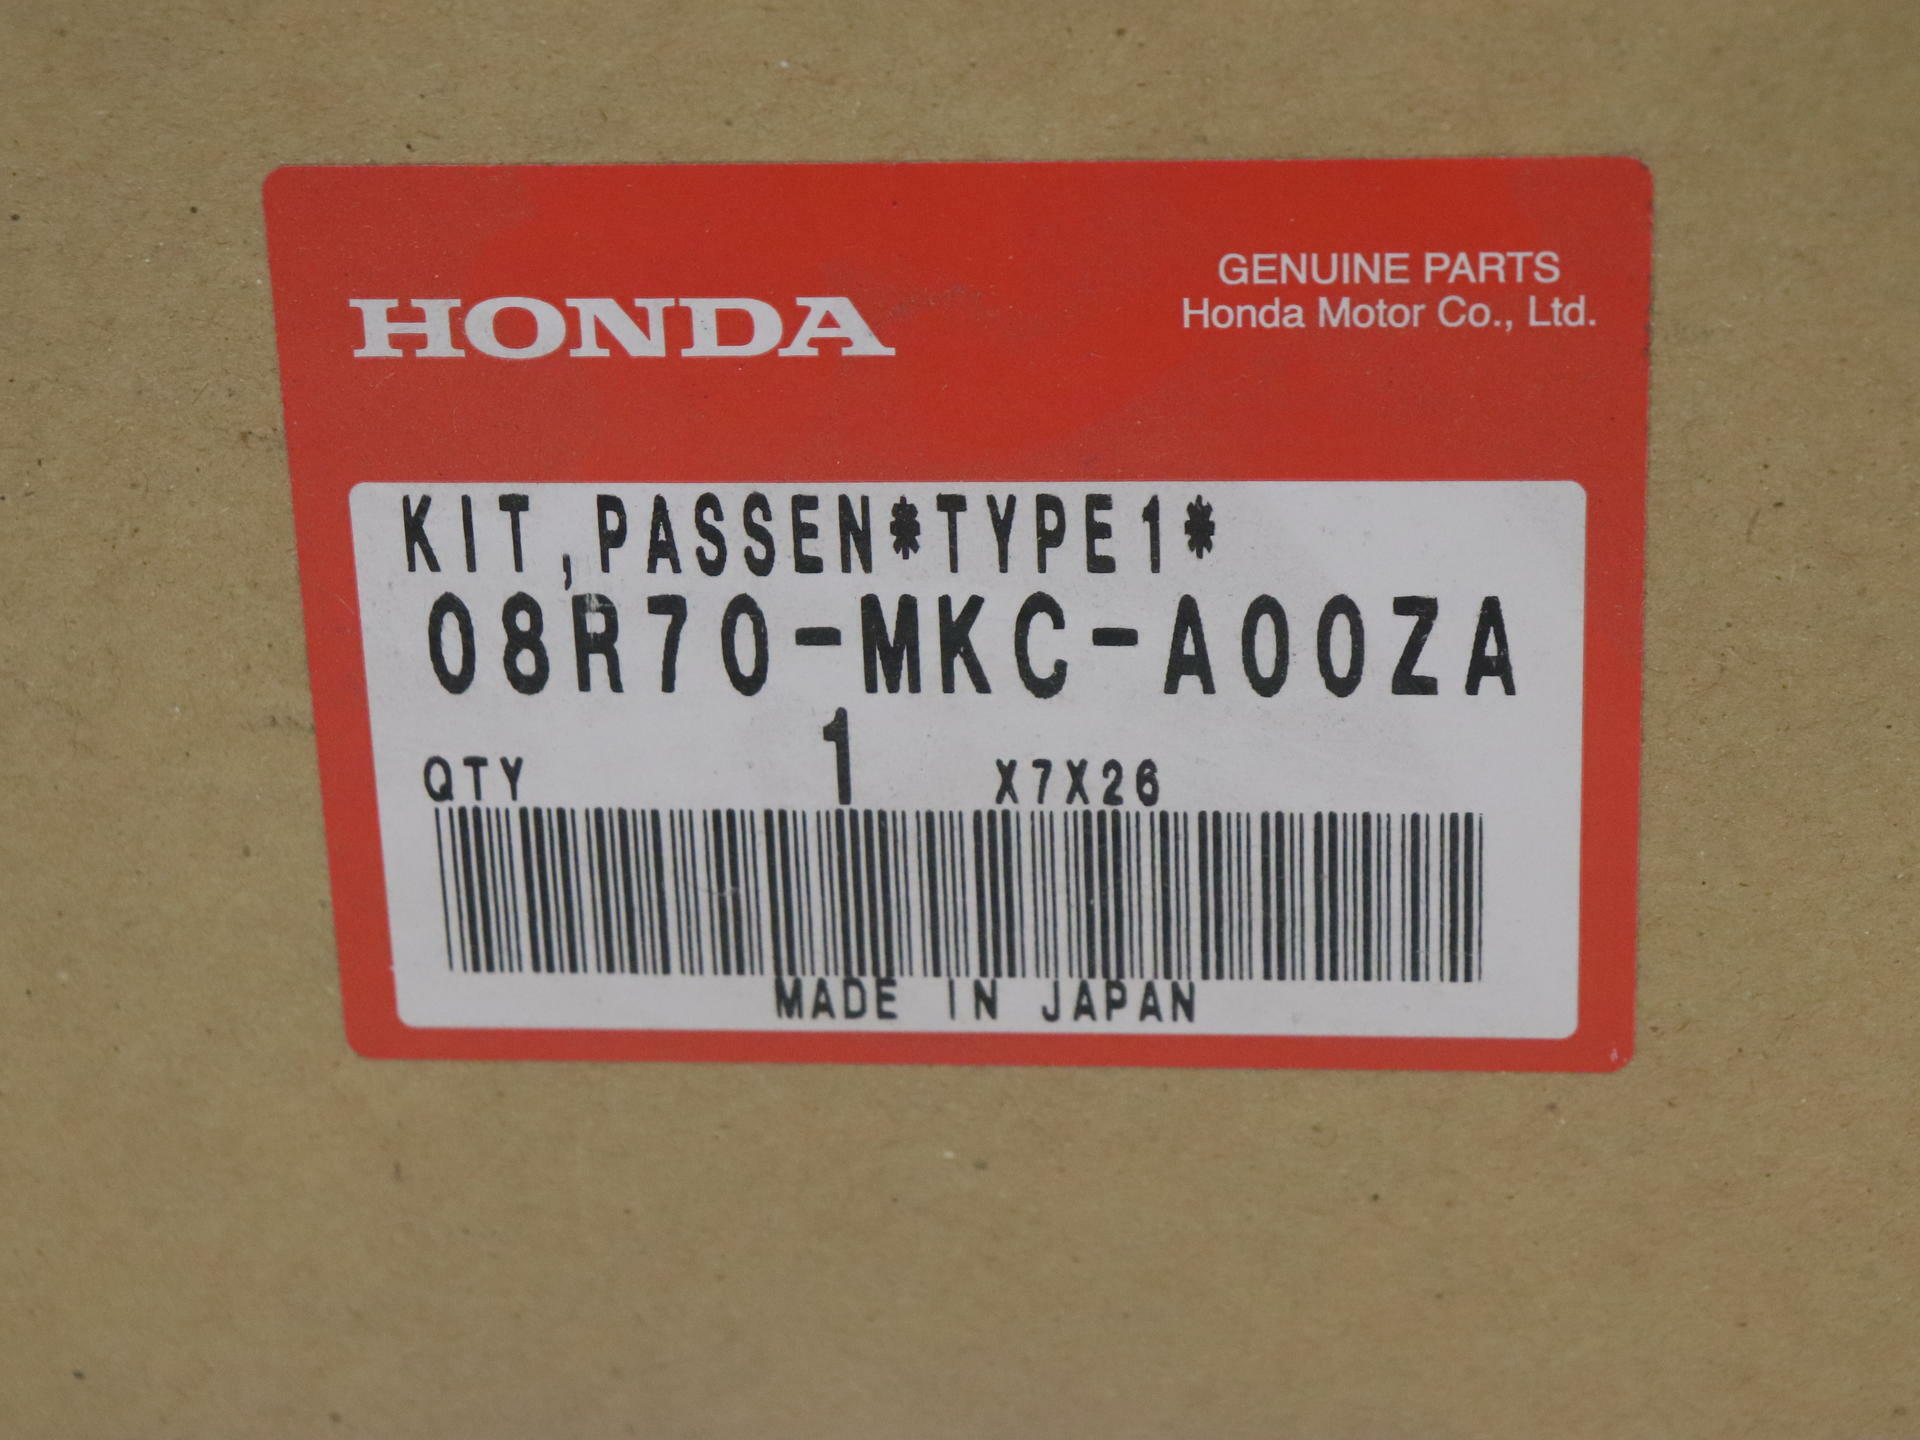 HONDA
GENUINE PARTS
Honda Motor Co., Ltd.
KIT,PASSEN*TYPE1*
08R70-MKC-A00ZA
QTY 1 X7X26
MADE IN JAPAN